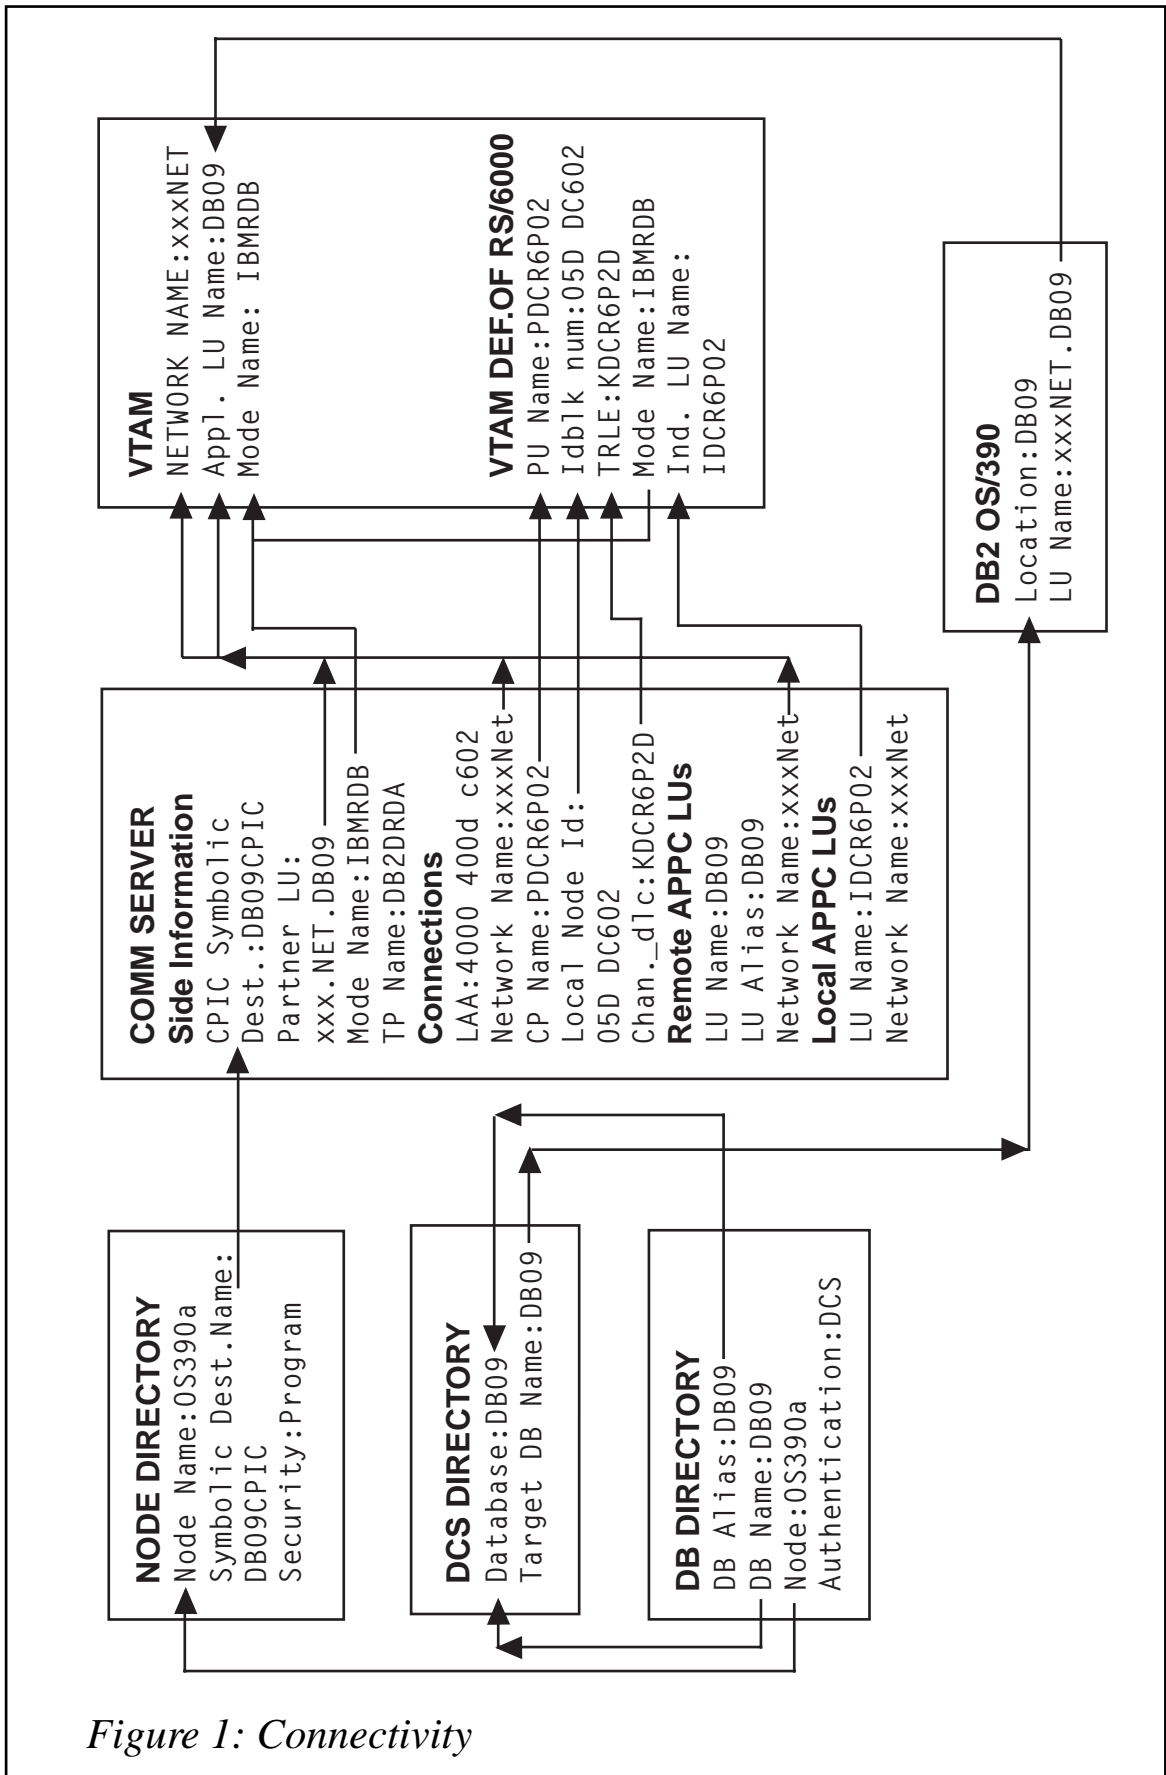 NODE DIRECTORY
Node Name:OS390a
Symbolic Dest.Name:
DB09CPIC
Security:Program
DCS DIRECTORY
Database:DB09
Target DB Name:DB09
DB DIRECTORY
DB Alias:DB09
DB Name:DB09
Node:OS390a
Authentication:DCS
COMM SERVER
Side Information
CPIC Symbolic
Dest.:DB09CPIC
Partner LU:
xxx.NET.DB09
Mode Name:IBMRDB
TP Name:DB2DRDA
Connections
LAA:4000 400d c602
Network Name:xxxNet
CP Name:PDCR6P02
Local Node Id:
05D DC602
Chan._dlc:KDCR6P2D
Remote APPC LUs
LU Name:DB09
LU Alias:DB09
Network Name:xxxNet
Local APPC LUs
LU Name:IDCR6P02
Network Name:xxxNet
VTAM
NETWORK NAME:xxxNET
Appl. LU Name:DB09
Mode Name: IBMRDB
VTAM DEF.OF RS/6000
PU Name:PDCR6P02
Idblk num:05D DC602
TRLE:KDCR6P2D
Mode Name:IBMRDB
Ind. LU Name:
IDCR6P02
DB2 OS/390
Location:DB09
LU Name:xxxNET.DB09
Figure 1: Connectivity